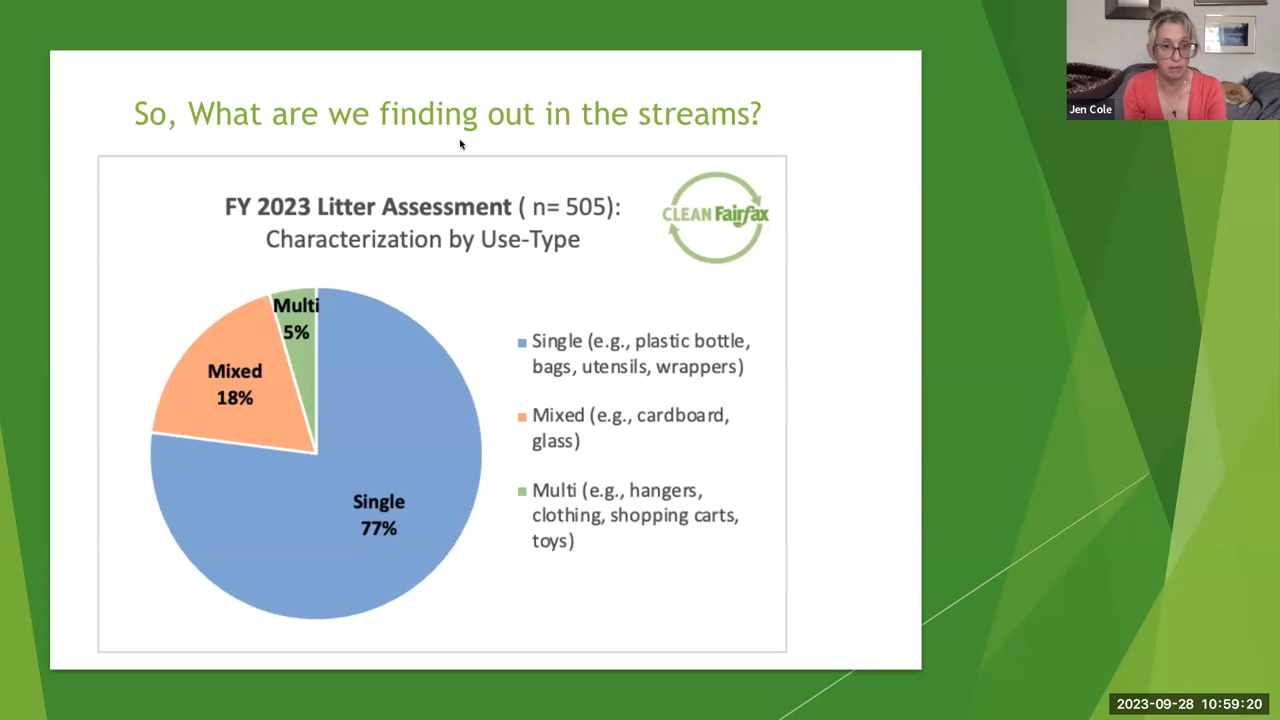 So, What are we finding out in the streams?
FY 2023 Litter Assessment ( n= 505):
Characterization by Use-Type
CLEAN Fairfax
Multi
5%
Mixed
18%
Single
77%
Single (e.g., plastic bottle,
bags, utensils, wrappers)
Mixed (e.g., cardboard,
glass)
Multi (e.g., hangers,
clothing, shopping carts,
toys)
Jen Cole
2023-09-28 10:59:20